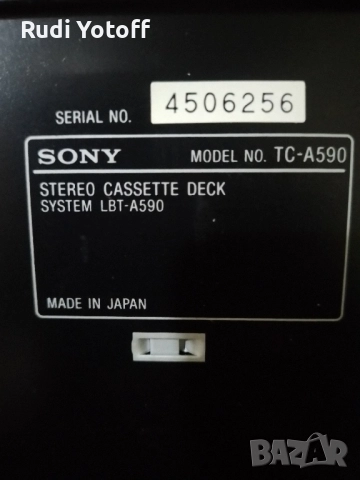 Rudi Yotoff
SERIAL NO. 4506256
SONY MODEL NO. TC-A590
STEREO CASSETTE DECK
SYSTEM LBT-A590
MADE IN JAPAN
BAZAR